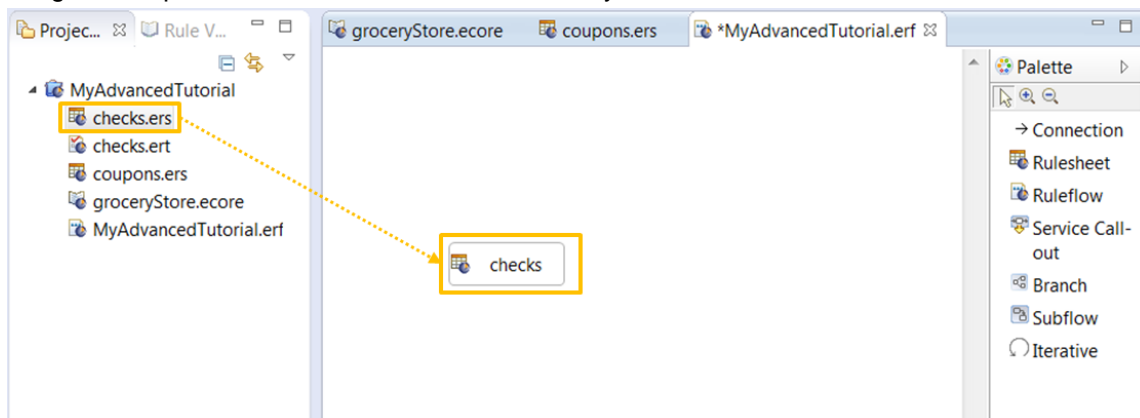 Projec... Rule V...
groceryStore.ecore coupons.ers *MyAdvancedTutorial.erf
MyAdvancedTutorial
checks.ers
checks.ert
coupons.ers
groceryStore.ecore
MyAdvancedTutorial.erf
checks
Palette
Connection
Rulesheet
Ruleflow
Service Call-
out
Branch
Subflow
Iterative